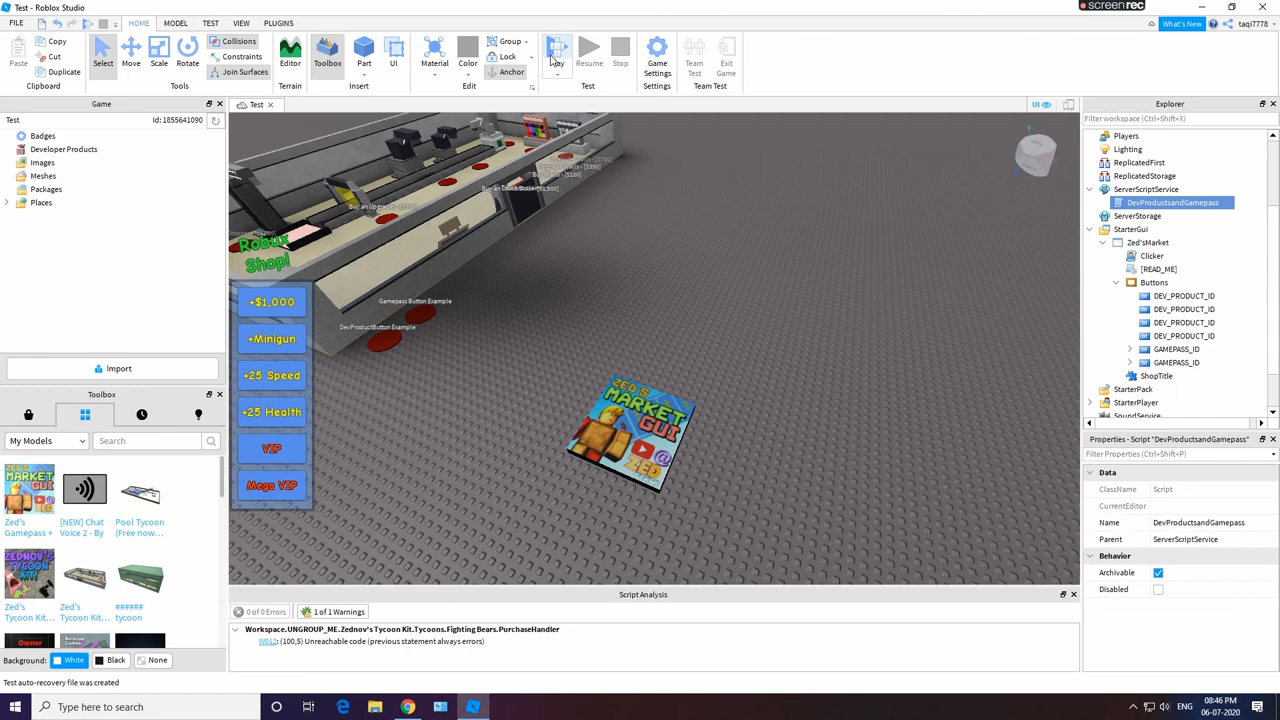 Test - Roblox Studio
screenrec
FILE HOME MODEL TEST VIEW PLUGINS
What's New taqi7778
Paste Copy Cut Duplicate
Clipboard
Select Move Scale Rotate
Collisions Constraints Join Surfaces
Tools
Editor
Terrain
Toolbox Part UI
Insert
Material Color
Group Lock Anchor
Edit
Resume Stop
Test
Game Settings
Settings
Team Test Exit Game
Team Test
Game
Test Id: 1855641090
Badges
Developer Products
Images
Meshes
Packages
Places
Import
Toolbox
My Models Search
Zed's Gamepass +
[NEW] Chat Voice 2 - By
Pool Tycoon (Free now...
Zed's Tycoon Kit...
Zed's Tycoon Kit...
###### tycoon
Owner
Background: White Black None
Test auto-recovery file was created
Test
UI
Robux Shop!
+$1,000
+Minigun
+25 Speed
+25 Health
VIP
Mega VIP
Gamepass Button Example
DevProductButton Example
ZED'S MARKET GUI
@ ZED
Script Analysis
0 of 0 Errors 1 of 1 Warnings
Workspace.UNGROUP_ME.Zednov's Tycoon Kit.Tycoons.Fighting Bears.PurchaseHandler
W012: (100,5) Unreachable code (previous statement always errors)
Explorer
Filter workspace (Ctrl+Shift+X)
Players
Lighting
ReplicatedFirst
ReplicatedStorage
ServerScriptService
DevProductsandGamepass
ServerStorage
StarterGui
Zed'sMarket
Clicker
[READ_ME]
Buttons
DEV_PRODUCT_ID
DEV_PRODUCT_ID
DEV_PRODUCT_ID
DEV_PRODUCT_ID
GAMEPASS_ID
GAMEPASS_ID
ShopTitle
StarterPack
StarterPlayer
SoundService
Properties - Script "DevProductsandGamepass"
Filter Properties (Ctrl+Shift+P)
Data
ClassName Script
CurrentEditor
Name DevProductsandGamepass
Parent ServerScriptService
Behavior
Archivable
Disabled
Type here to search
ENG
08:46 PM
06-07-2020